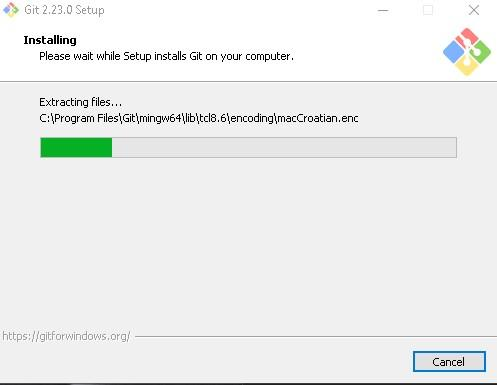 Git 2.23.0 Setup
Installing
Please wait while Setup installs Git on your computer.
Extracting files...
C:\Program Files\Git\mingw64\lib\tcl8.6\encoding\macCroatian.enc
https://gitforwindows.org/
Cancel